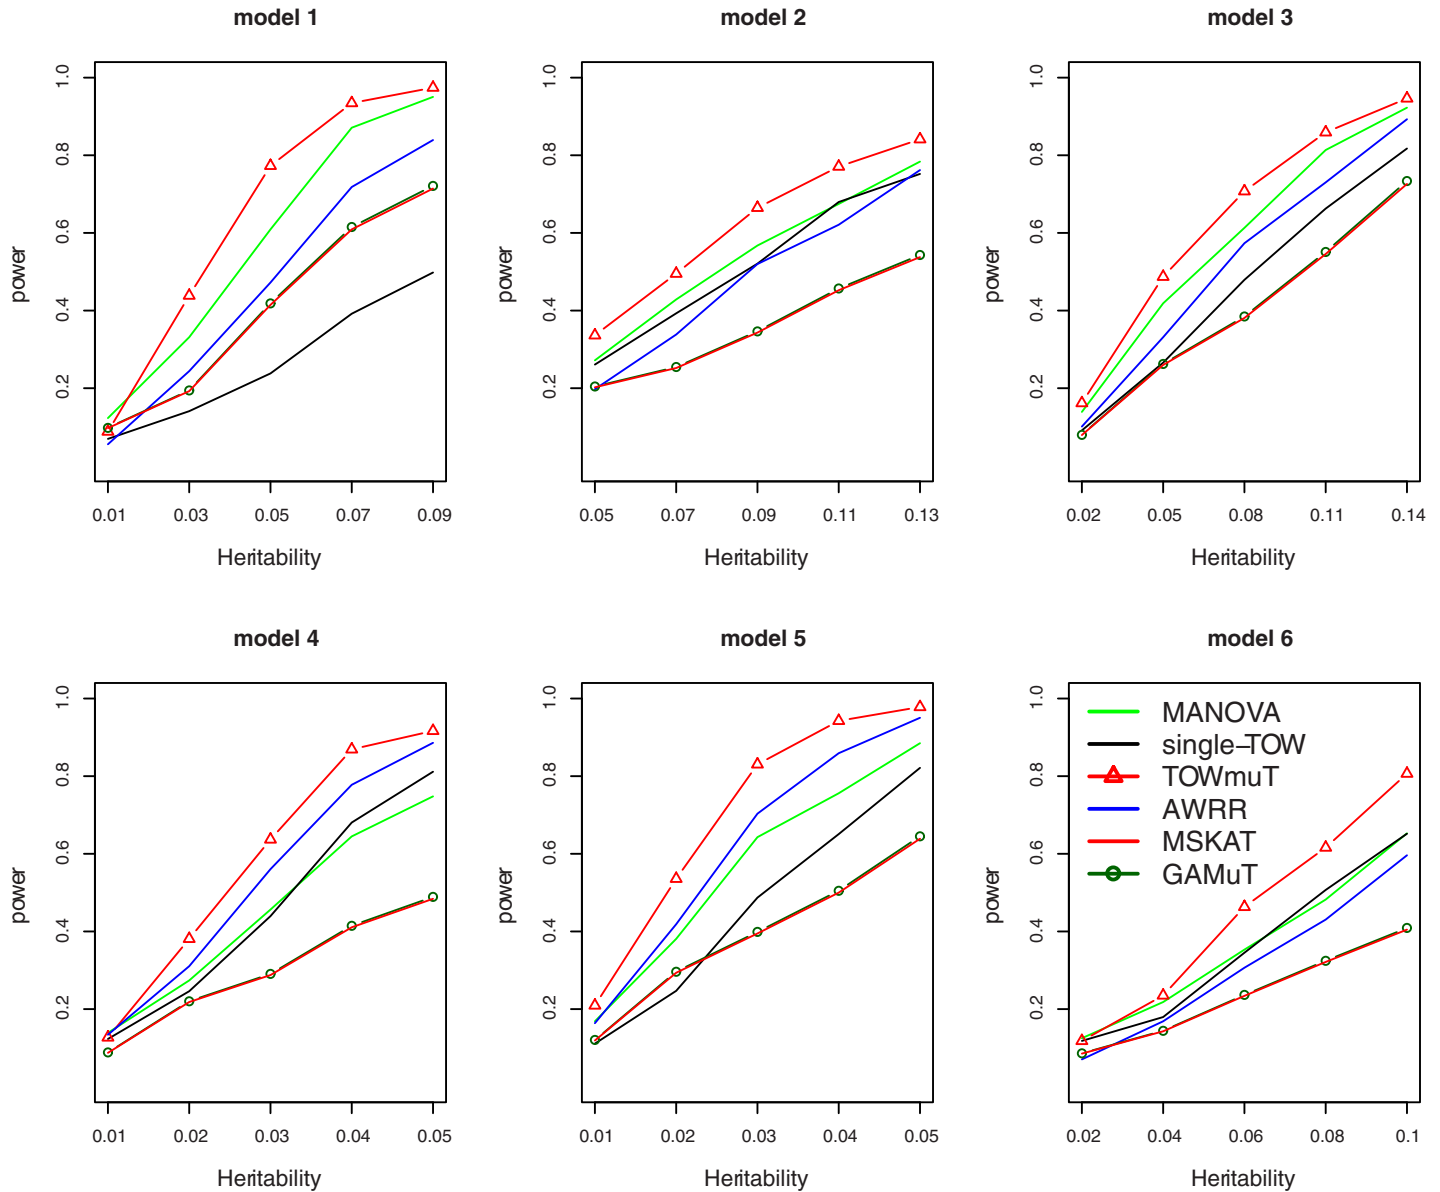 model 1
model 2
model 3
power
1.0
0.8
0.6
0.4
0.2
0.01 0.03 0.05 0.07 0.09
Heritability
power
1.0
0.8
0.6
0.4
0.2
0.05 0.07 0.09 0.11 0.13
Heritability
power
1.0
0.8
0.6
0.4
0.2
0.02 0.05 0.08 0.11 0.14
Heritability
model 4
model 5
model 6
power
1.0
0.8
0.6
0.4
0.2
0.01 0.02 0.03 0.04 0.05
Heritability
power
1.0
0.8
0.6
0.4
0.2
0.01 0.02 0.03 0.04 0.05
Heritability
power
1.0
0.8
0.6
0.4
0.2
MANOVA
single−TOW
TOWmuT
AWRR
MSKAT
GAMuT
0.02 0.04 0.06 0.08 0.1
Heritability